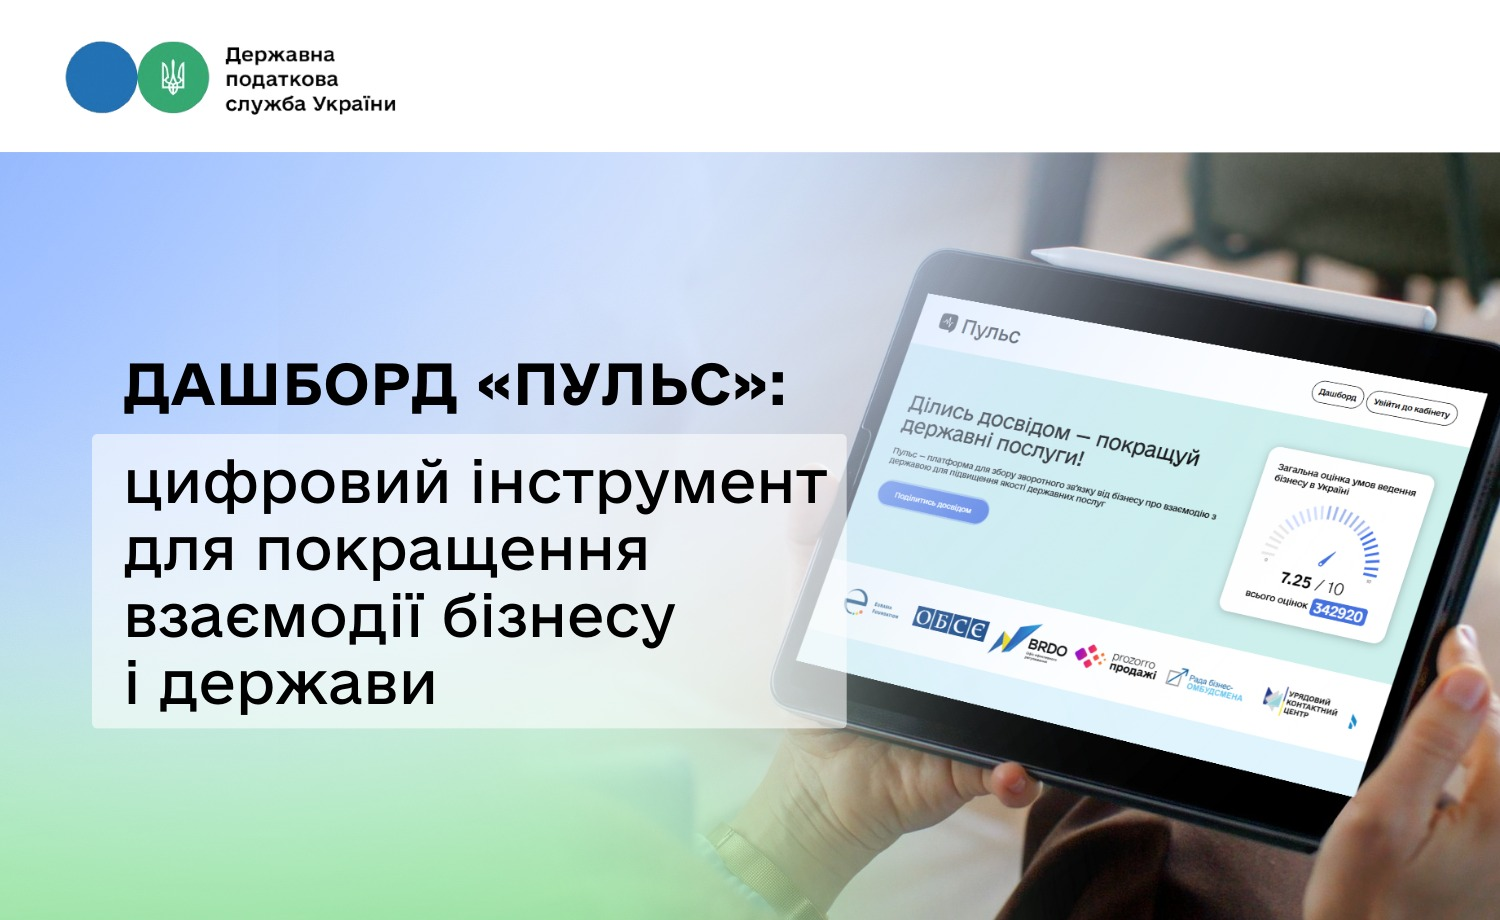 Державна
податкова
служба України
ДАШБОРД «ПУЛЬС»:
цифровий інструмент
для покращення
взаємодії бізнесу
і держави
Пульс
Дашборд
Увійти до кабінету
Ділись досвідом — покращуй
державні послуги!
Пульс — платформа для збору зворотного зв'язку від бізнесу про взаємодію з
державою для підвищення якості державних послуг
Поділитись досвідом
Загальна оцінка умов ведення
бізнесу в Україні
7.25 / 10
всього оцінок 342920
Eurasia
Foundation
ОБСЄ
BRDO
prozorro
продажі
Рада бізнес-
ОМБУДСМЕНА
УРЯДОВИЙ
КОНТАКТНИЙ
ЦЕНТР